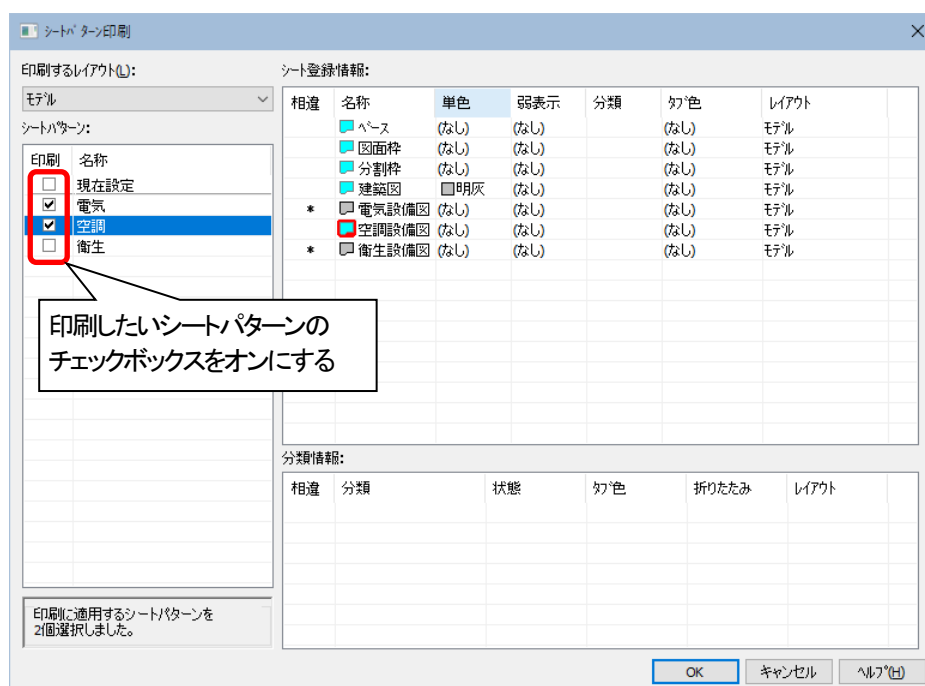 ｼｰﾄﾊﾟﾀｰﾝ印刷
印刷するﾚｲｱｳﾄ(L):
ﾓﾃﾞﾙ
ｼｰﾄﾊﾟﾀｰﾝ:
印刷 名称
現在設定
電気
空調
衛生
印刷したいシートパターンの
チェックボックスをオンにする
印刷に適用するシートパターンを
2個選択しました。
ｼｰﾄ登録情報:
相違 名称 単色 弱表示 分類 ﾀﾌﾞ色 ﾚｲｱｳﾄ
ﾍﾞｰｽ (なし) (なし) (なし) ﾓﾃﾞﾙ
図面枠 (なし) (なし) (なし) ﾓﾃﾞﾙ
分割枠 (なし) (なし) (なし) ﾓﾃﾞﾙ
建築図 明灰 (なし) (なし) ﾓﾃﾞﾙ
* 電気設備図 (なし) (なし) (なし) ﾓﾃﾞﾙ
空調設備図 (なし) (なし) (なし) ﾓﾃﾞﾙ
* 衛生設備図 (なし) (なし) (なし) ﾓﾃﾞﾙ
分類情報:
相違 分類 状態 ﾀﾌﾞ色 折りたたみ ﾚｲｱｳﾄ
OK キャンセル ﾍﾙﾌﾟ(H)